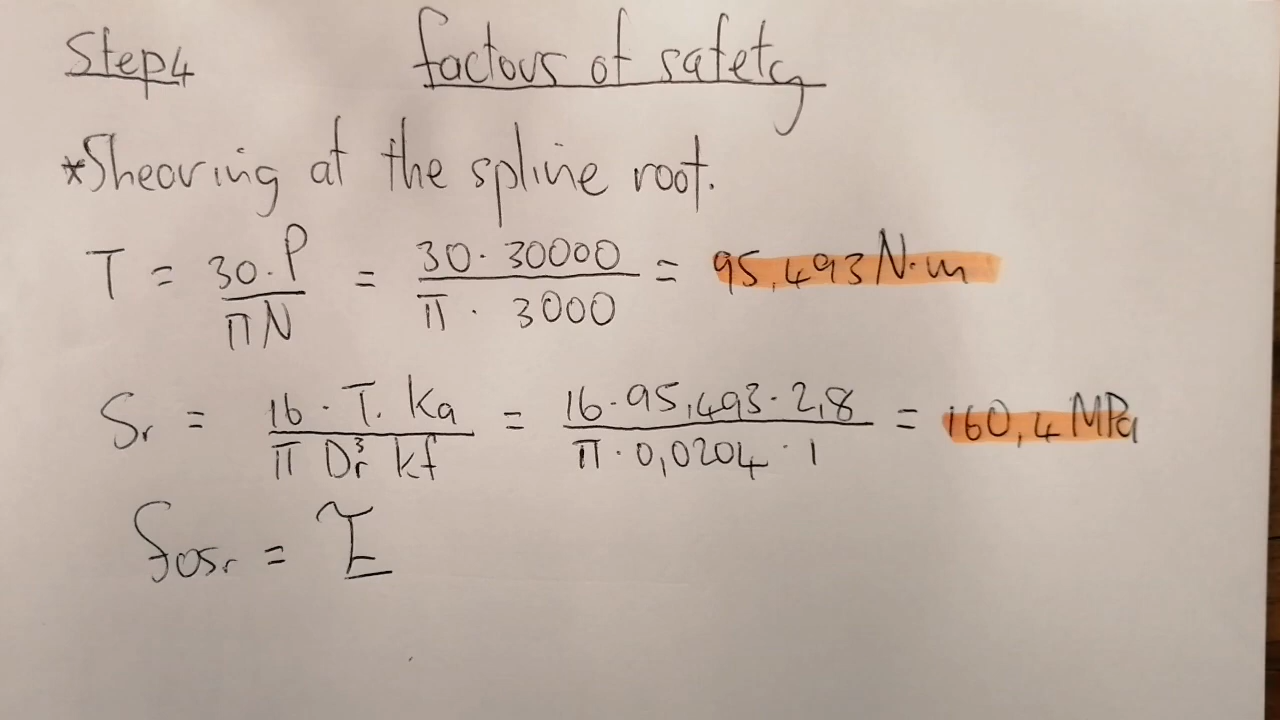 Step4 factors of safety
*Shearing at the spline root.
T = 30·P / πN = 30·30000 / π·3000 = 95,493 N·m
Sr = 16·T·Ka / π Dr³ kf = 16·95,493·2,8 / π·0,0204·1 = 160,4 MPa
fosr = τ